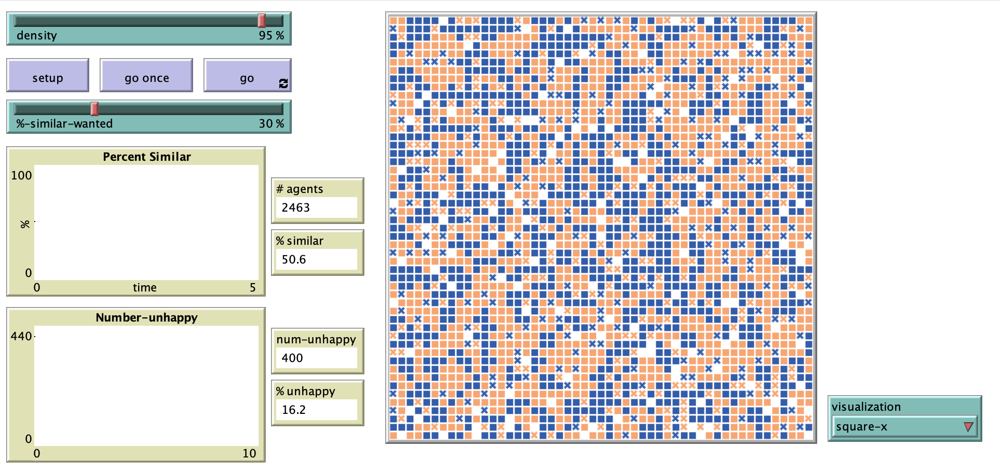 density 95 %
setup
go once
go
%-similar-wanted 30 %
Percent Similar
100
%
0
0 time 5
# agents
2463
% similar
50.6
Number-unhappy
440
0
0 10
num-unhappy
400
% unhappy
16.2
visualization
square-x